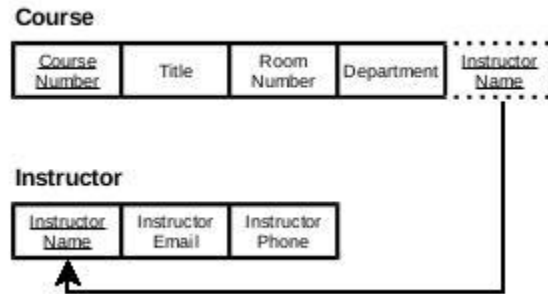 Course
Course
Number
Title
Room
Number
Department
Instructor
Name
Instructor
Instructor
Name
Instructor
Email
Instructor
Phone